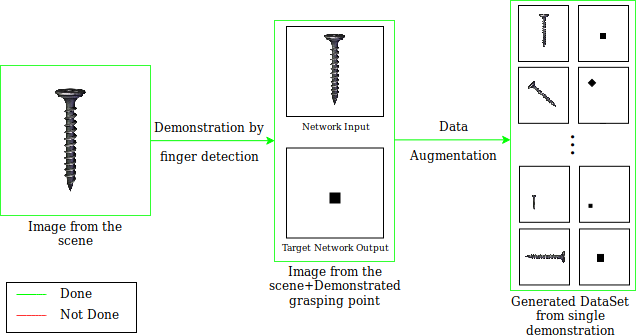 Image from the
scene
Demonstration by
finger detection
Network Input
Target Network Output
Image from the
scene+Demonstrated
grasping point
Data
Augmentation
Generated DataSet
from single
demonstration
Done
Not Done